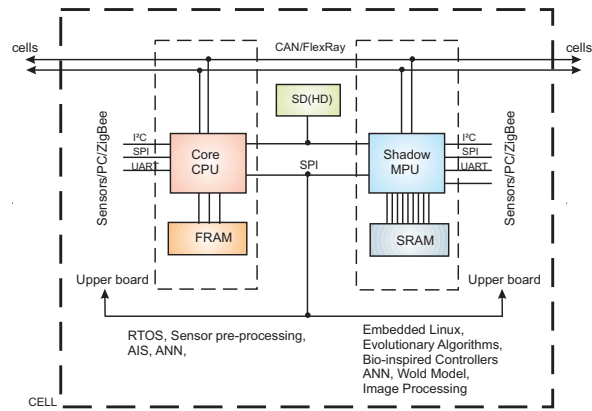 CAN/FlexRay
cells
cells
SD(HD)
Sensors/PC/ZigBee
I²C
SPI
UART
Core
CPU
SPI
Shadow
MPU
I²C
SPI
UART
Sensors/PC/ZigBee
FRAM
SRAM
Upper board
Upper board
RTOS, Sensor pre-processing,
AIS, ANN,
Embedded Linux,
Evolutionary Algorithms,
Bio-inspired Controllers
ANN, Wold Model,
Image Processing
CELL